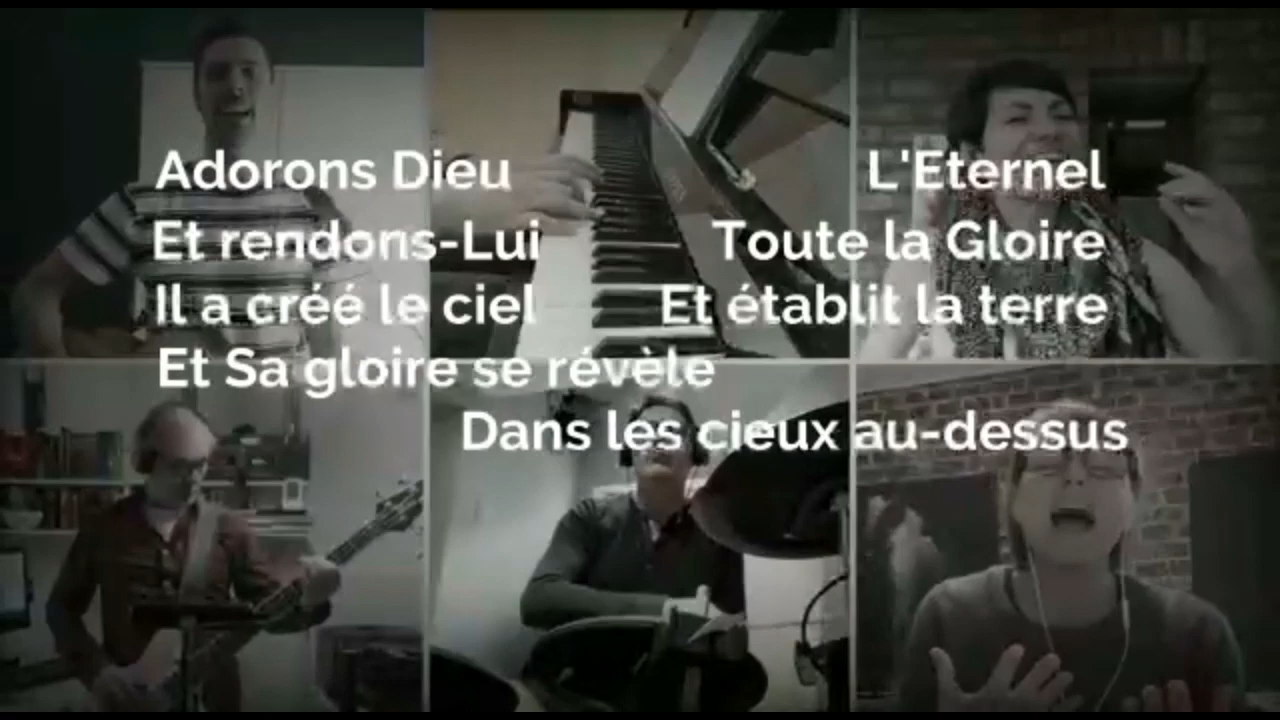 Adorons Dieu L'Eternel
Et rendons-Lui Toute la Gloire
Il a créé le ciel Et établit la terre
Et Sa gloire se révèle
Dans les cieux au-dessus